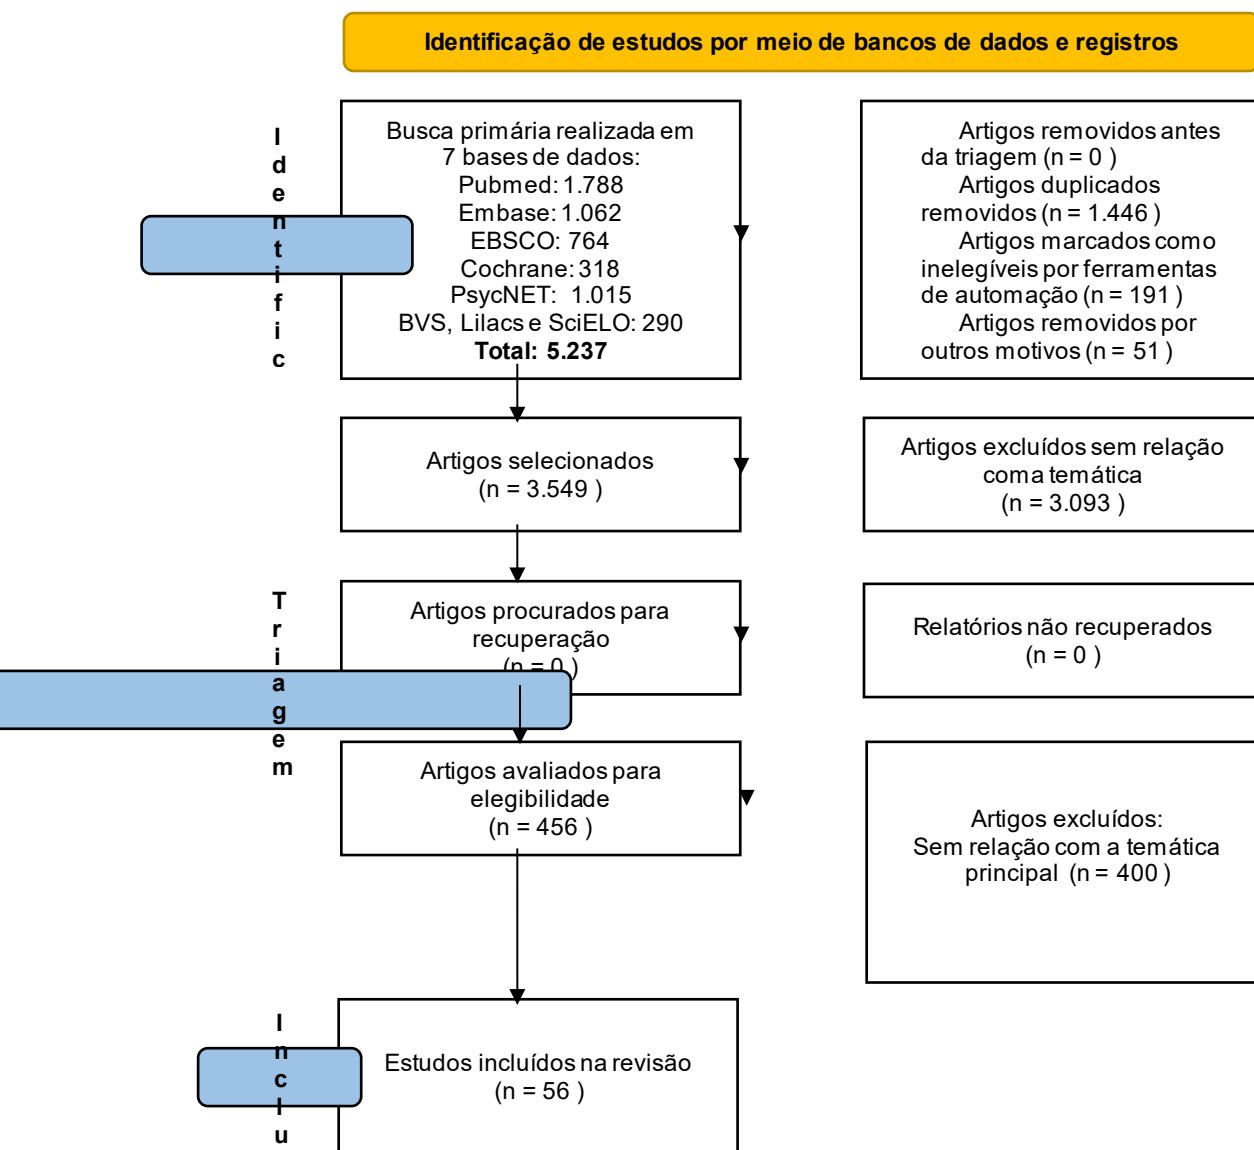 Identificação de estudos por meio de bancos de dados e registros
Identific
Busca primária realizada em
7 bases de dados:
Pubmed: 1.788
Embase: 1.062
EBSCO: 764
Cochrane: 318
PsycNET: 1.015
BVS, Lilacs e SciELO: 290
Total: 5.237
Artigos removidos antes
da triagem (n = 0 )
Artigos duplicados
removidos (n = 1.446 )
Artigos marcados como
inelegíveis por ferramentas
de automação (n = 191 )
Artigos removidos por
outros motivos (n = 51 )
Artigos selecionados
(n = 3.549 )
Artigos excluídos sem relação
com a temática
(n = 3.093 )
Triagem
Artigos procurados para
recuperação
(n = 0 )
Relatórios não recuperados
(n = 0 )
Artigos avaliados para
elegibilidade
(n = 456 )
Artigos excluídos:
Sem relação com a temática
principal (n = 400 )
Inclu
Estudos incluídos na revisão
(n = 56 )